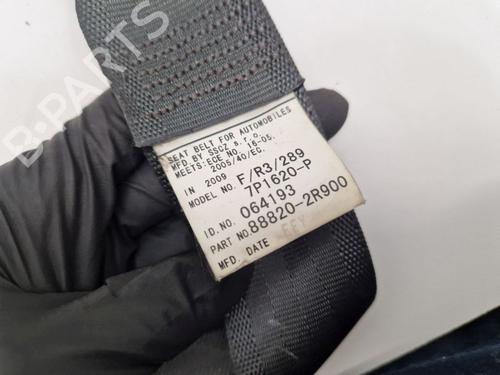 B-PARTS
SEAT BELT FOR AUTOMOBILES
MFD.BY SSCZ s.r.o.
MEETS:ECE NO. 16-05.
2005/40/EC.
IN 2009
MODEL NO. F/R3/289
7P1620-P
I D.NO. 064193
PART NO. 88820-2R900
MFD. DATE EEY